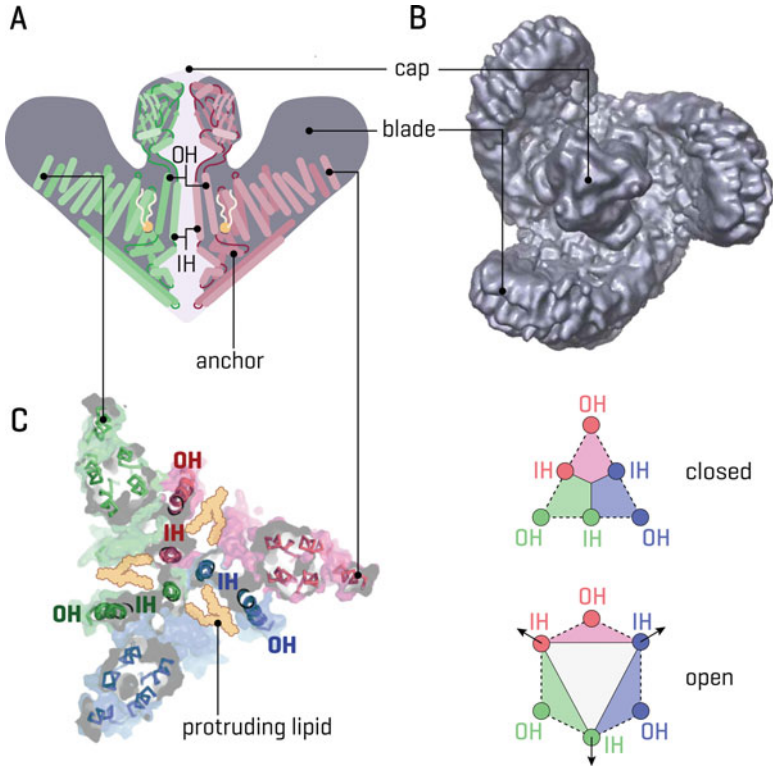 A
B
cap
blade
OH
IH
anchor
C
OH
IH
OH
IH
IH
OH
protruding lipid
OH
IH
IH
closed
OH
IH
OH
IH
OH
IH
open
OH
IH
OH